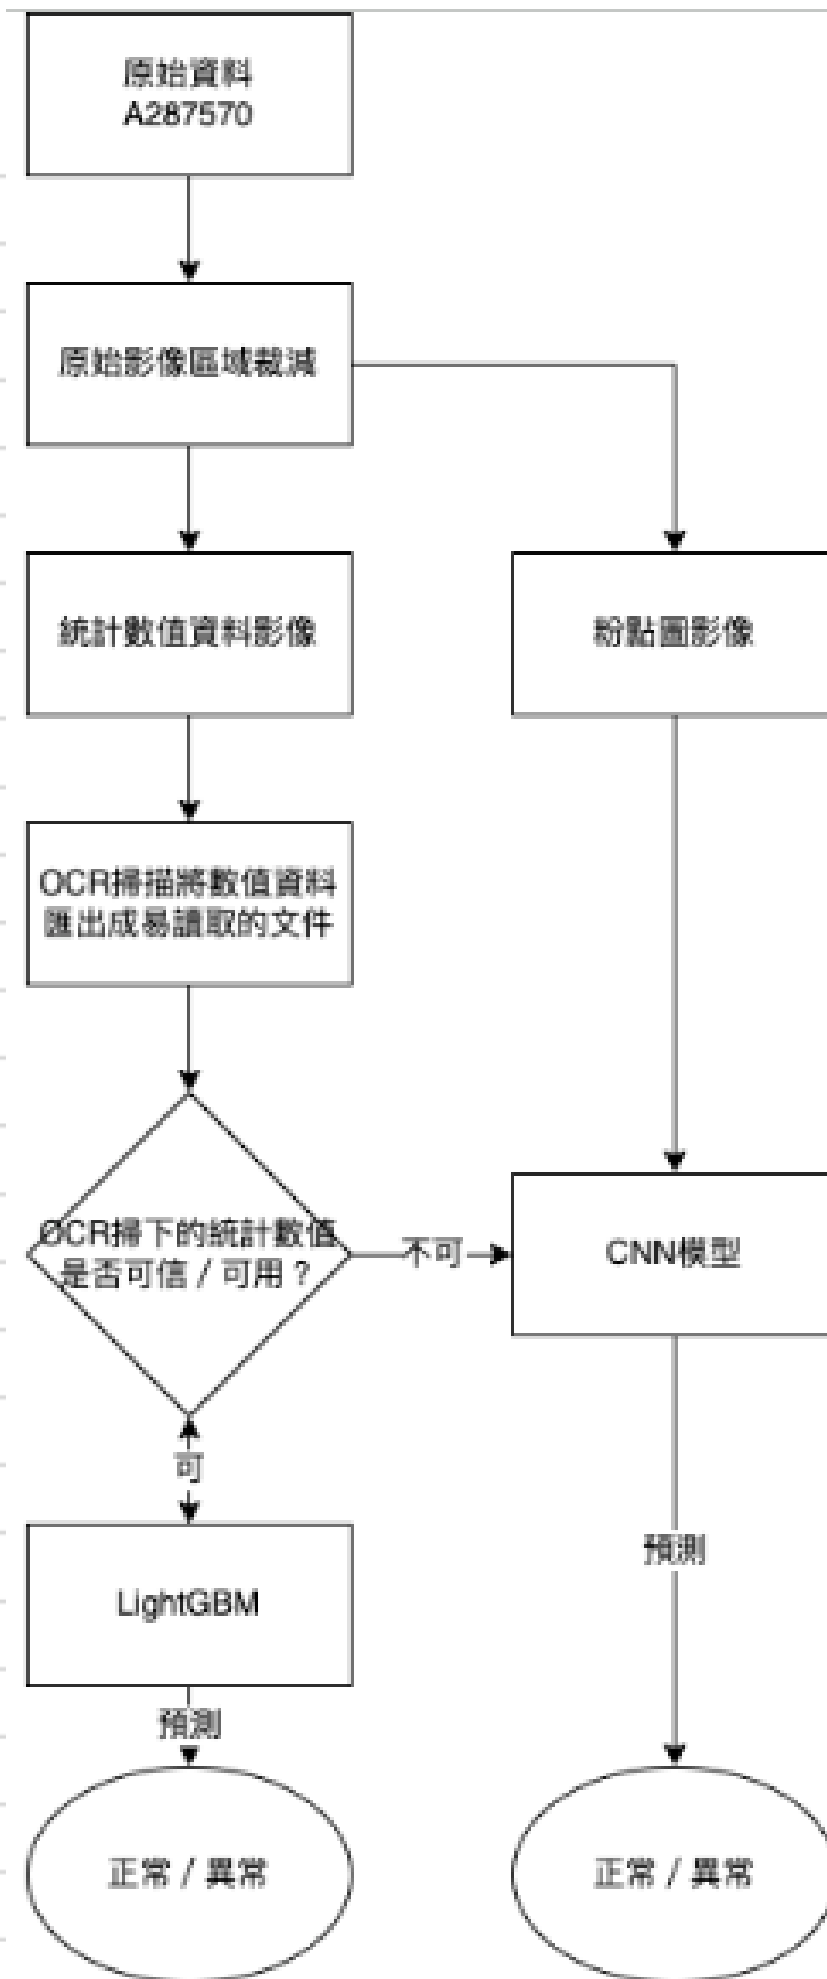 原始資料
A287570
原始影像區域裁減
統計數值資料影像
粉點圖影像
OCR掃描將數值資料
匯出成易讀取的文件
OCR掃下的統計數值
是否可信 / 可用？
不可
CNN模型
可
LightGBM
預測
預測
正常 / 異常
正常 / 異常